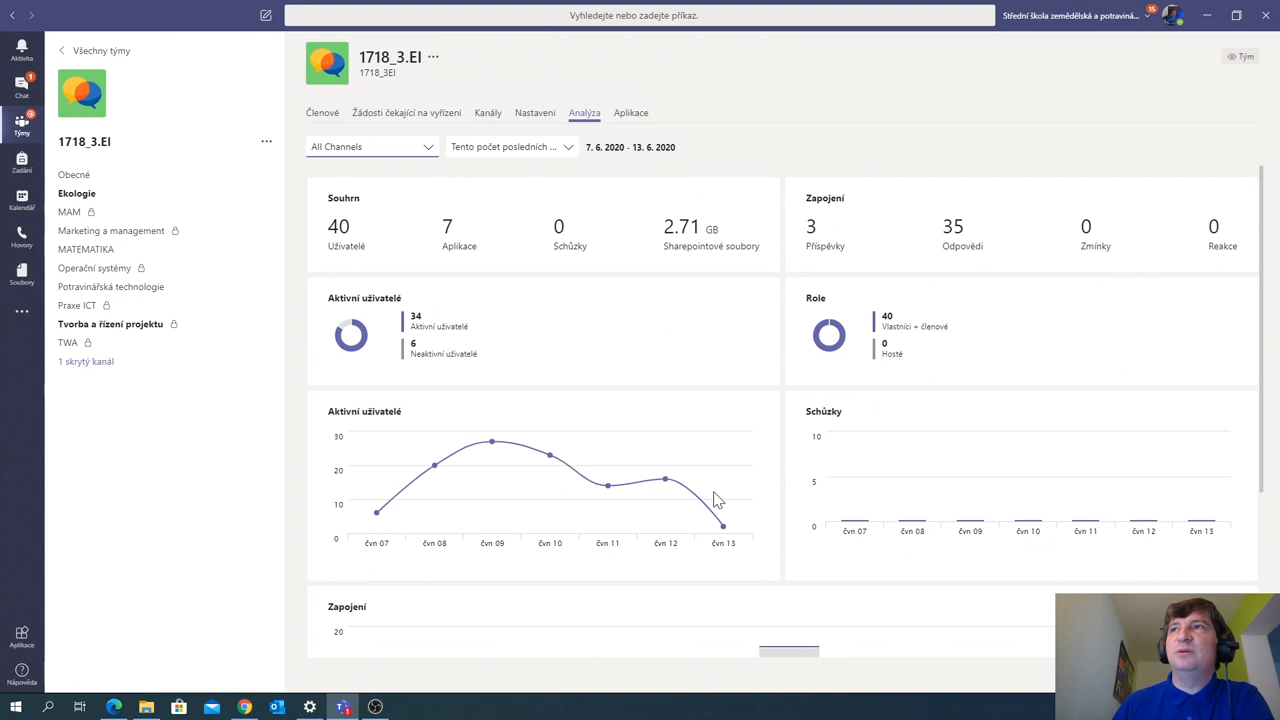 Vyhledejte nebo zadejte příkaz.
Střední škola zemědělská a potraviná...
15
Aktivita
Chat
1
Týmy
Zadání
Kalendář
Hovory
Soubory
Aplikace
Nápověda
Všechny týmy
1718_3.EI
Obecné
Ekologie
MAM
Marketing a management
MATEMATIKA
Operační systémy
Potravinářská technologie
Praxe ICT
Tvorba a řízení projektu
TWA
1 skrytý kanál
1718_3.EI
1718_3EI
Tým
Členové Žádosti čekající na vyřízení Kanály Nastavení Analýza Aplikace
All Channels Tento počet posledních ... 7. 6. 2020 - 13. 6. 2020
Souhrn
40 7 0 2.71 GB
Uživatelé Aplikace Schůzky Sharepointové soubory
Zapojení
3 35 0 0
Příspěvky Odpovědi Zmínky Reakce
Aktivní uživatelé
34
Aktivní uživatelé
6
Neaktivní uživatelé
Role
40
Vlastníci + členové
0
Hosté
Aktivní uživatelé
30
20
10
0
čvn 07 čvn 08 čvn 09 čvn 10 čvn 11 čvn 12 čvn 13
Schůzky
10
5
0
čvn 07 čvn 08 čvn 09 čvn 10 čvn 11 čvn 12 čvn 13
Zapojení
20